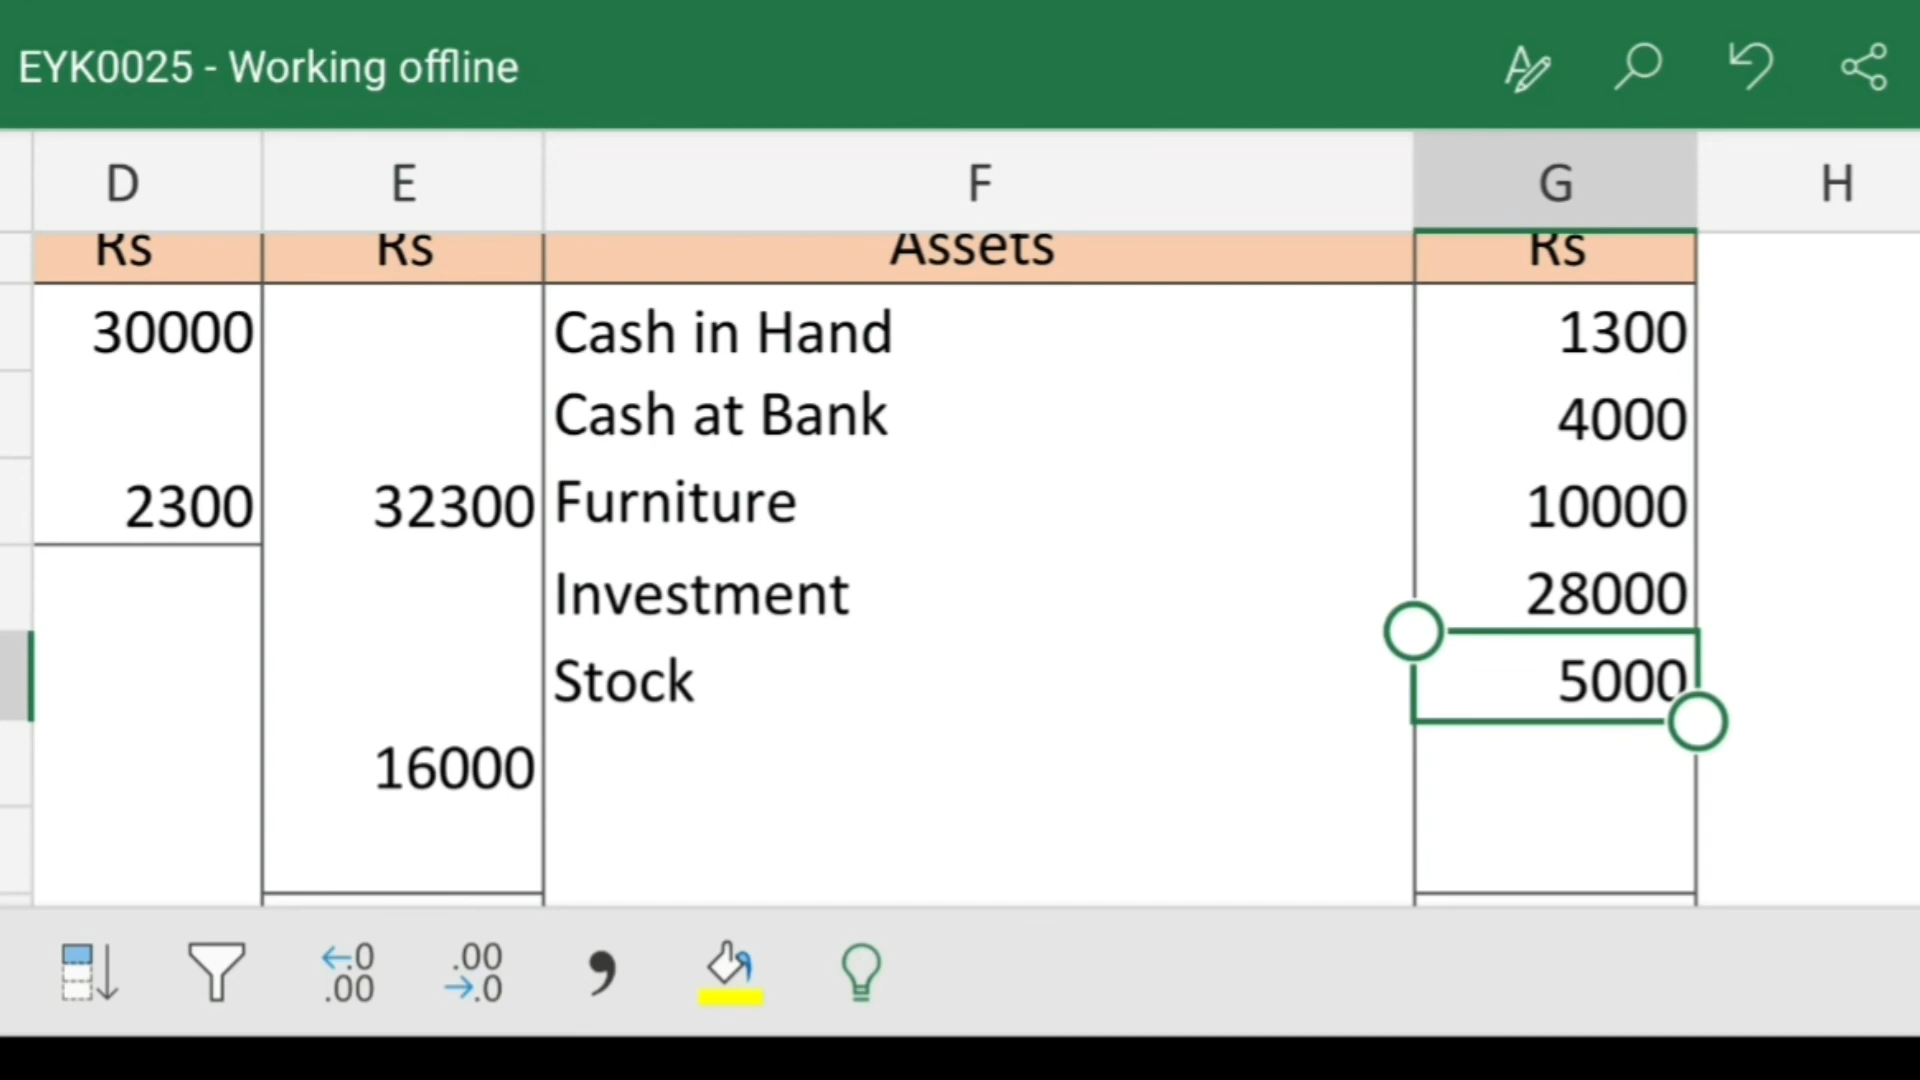 EYK0025 - Working offline
D E F G H
Rs Rs Assets Rs
30000 Cash in Hand 1300
Cash at Bank 4000
2300 32300 Furniture 10000
Investment 28000
Stock 5000
16000
←.0 .00
.00 →.0